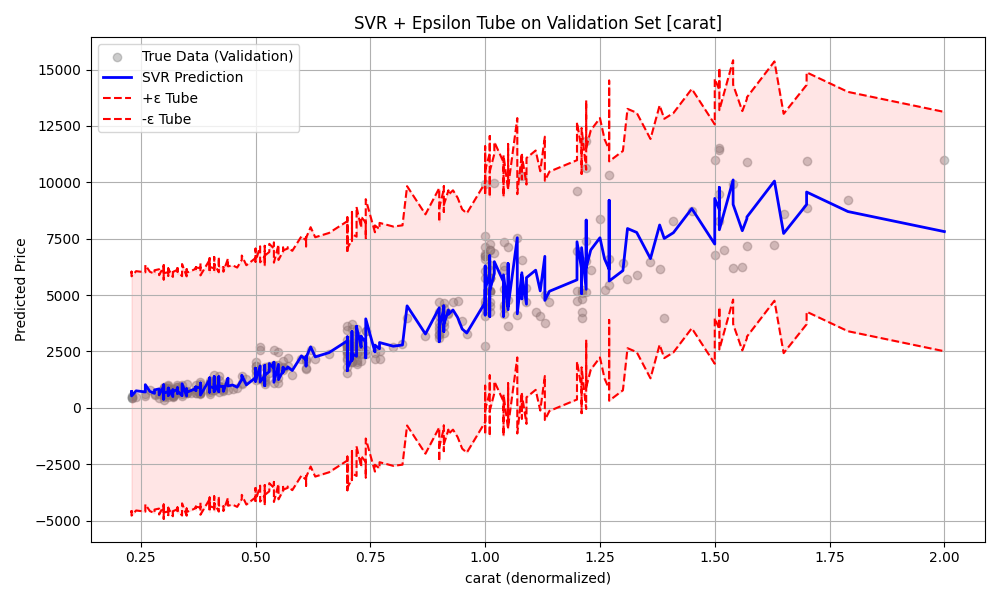 SVR + Epsilon Tube on Validation Set [carat]
True Data (Validation)
SVR Prediction
+ε Tube
-ε Tube
Predicted Price
15000
12500
10000
7500
5000
2500
0
−2500
−5000
0.25 0.50 0.75 1.00 1.25 1.50 1.75 2.00
carat (denormalized)